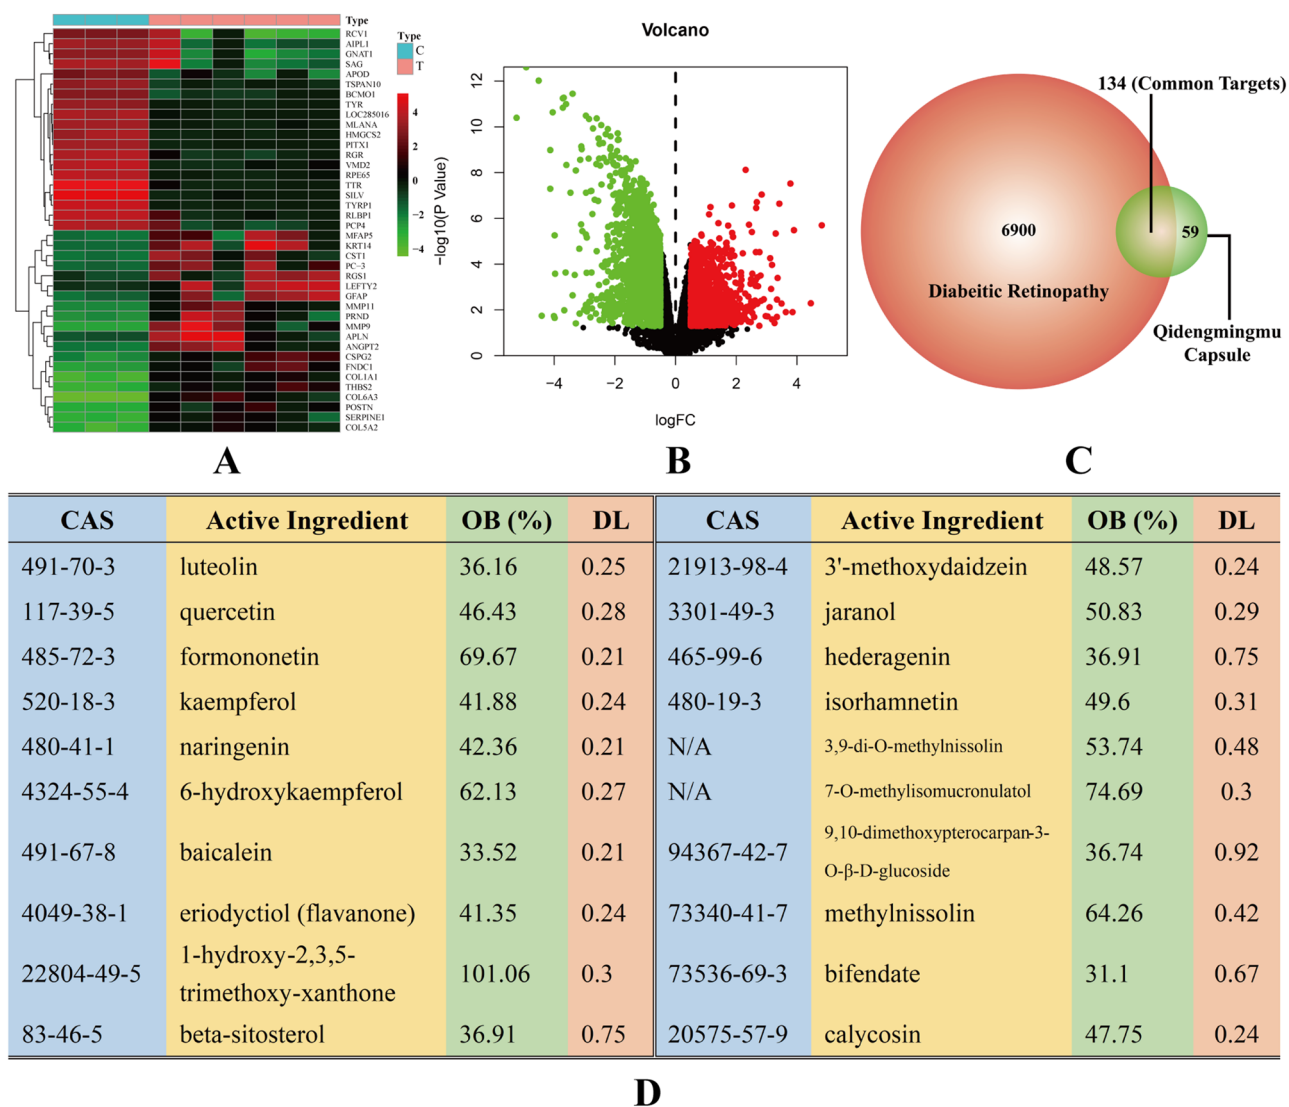 Type
RCV1
AIPL1
GNAT1
SAG
APOD
TSPAN10
BCMO1
TYR
LOC285016
MLANA
HMGCS2
PITX1
RGR
VMD2
RPE65
TTR
SILV
TYRP1
RLBP1
PCP4
MFAP5
KRT14
CST1
PC-3
RGS1
LEFTY2
GFAP
MMP11
PRND
MMP9
APLN
ANGPT2
CSPG2
FNDC1
COL1A1
THBS2
COL6A3
POSTN
SERPINE1
COL5A2
Type
C
T
4
2
0
−2
−4
A
Volcano
−log10(P Value)
12
10
8
6
4
2
0
−4 −2 0 2 4
logFC
B
134 (Common Targets)
6900
59
Diabeitic Retinopathy
Qidengmingmu
Capsule
C
CAS Active Ingredient OB (%) DL CAS Active Ingredient OB (%) DL
491-70-3 luteolin 36.16 0.25 21913-98-4 3'-methoxydaidzein 48.57 0.24
117-39-5 quercetin 46.43 0.28 3301-49-3 jaranol 50.83 0.29
485-72-3 formononetin 69.67 0.21 465-99-6 hederagenin 36.91 0.75
520-18-3 kaempferol 41.88 0.24 480-19-3 isorhamnetin 49.6 0.31
480-41-1 naringenin 42.36 0.21 N/A 3,9-di-O-methylnissolin 53.74 0.48
4324-55-4 6-hydroxykaempferol 62.13 0.27 N/A 7-O-methylisomucronulatol 74.69 0.3
491-67-8 baicalein 33.52 0.21 94367-42-7 9,10-dimethoxypterocarpan-3-
O-β-D-glucoside 36.74 0.92
4049-38-1 eriodyctiol (flavanone) 41.35 0.24 73340-41-7 methylnissolin 64.26 0.42
22804-49-5 1-hydroxy-2,3,5-
trimethoxy-xanthone 101.06 0.3 73536-69-3 bifendate 31.1 0.67
83-46-5 beta-sitosterol 36.91 0.75 20575-57-9 calycosin 47.75 0.24
D